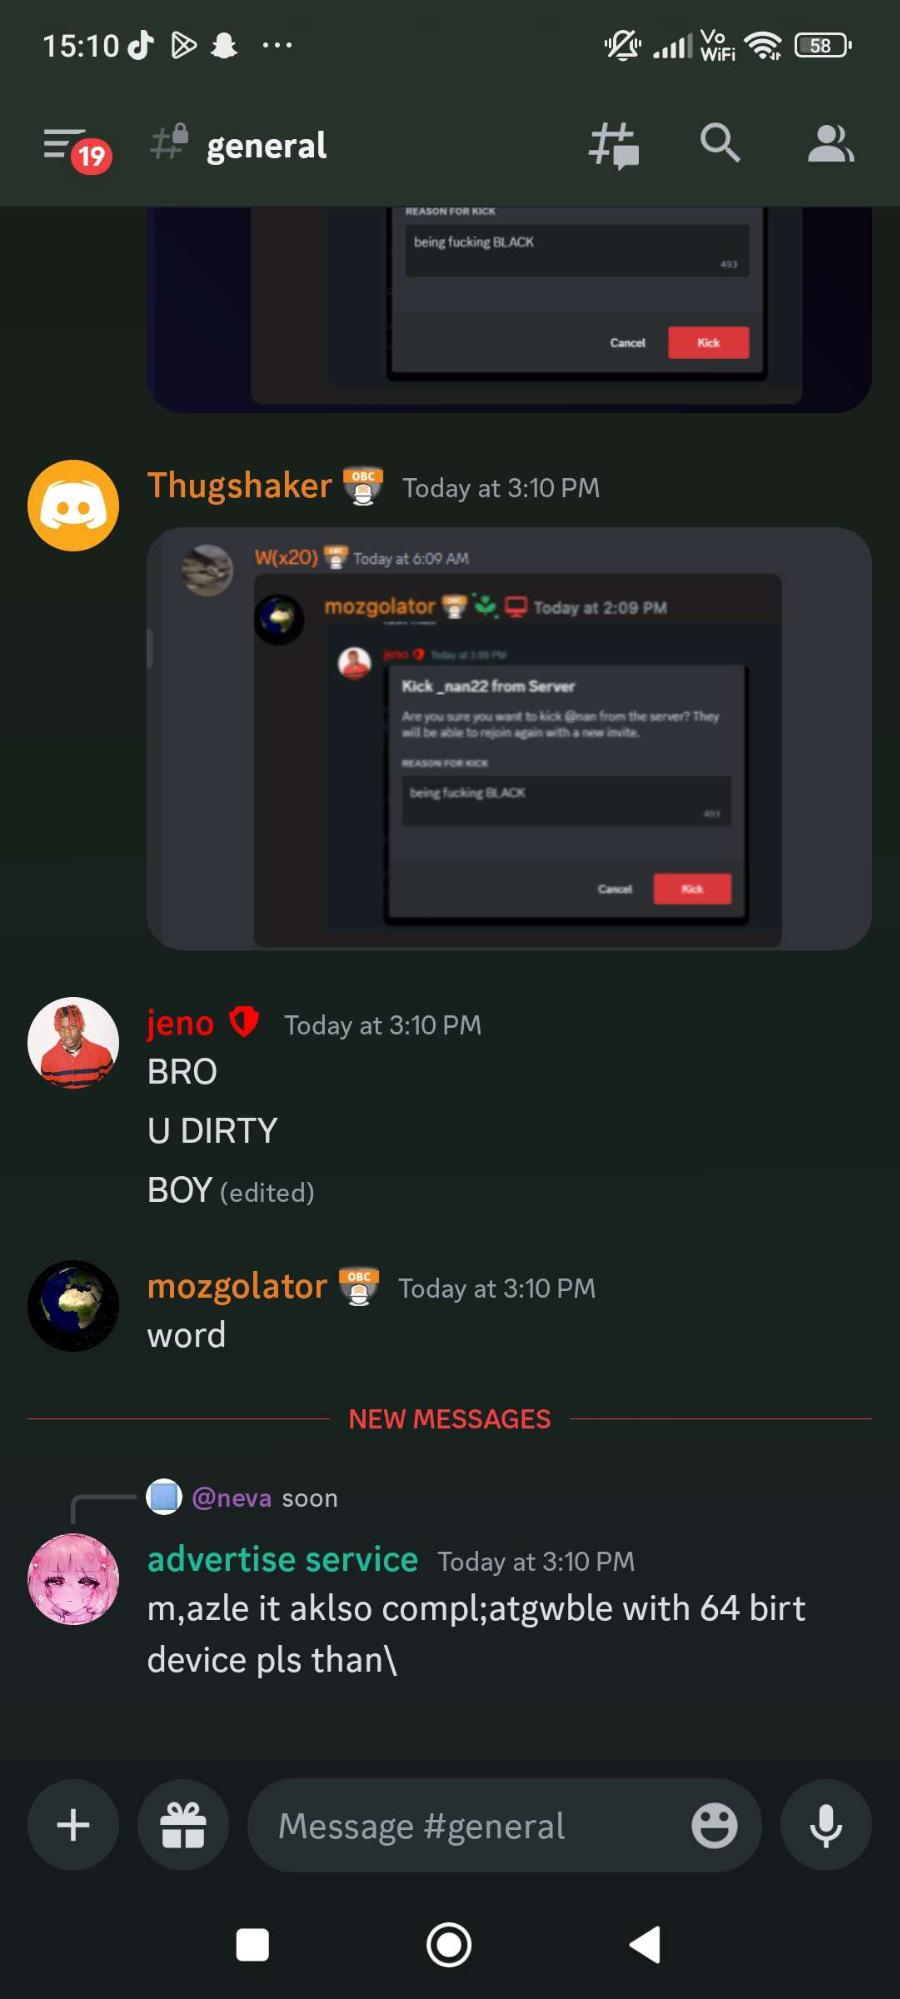 15:10
Vo
WiFi
58
19
general
REASON FOR KICK
being fucking BLACK
493
Cancel
Kick
Thugshaker OBC Today at 3:10 PM
W(x20) Today at 6:09 AM
mozgolator Today at 2:09 PM
jeno Today at 3:09 PM
Kick _nan22 from Server
Are you sure you want to kick @nan from the server? They
will be able to rejoin again with a new invite.
REASON FOR KICK
being fucking BLACK
493
Cancel
Kick
jeno Today at 3:10 PM
BRO
U DIRTY
BOY (edited)
mozgolator OBC Today at 3:10 PM
word
NEW MESSAGES
@neva soon
advertise service Today at 3:10 PM
m,azle it aklso compl;atgwble with 64 birt
device pls than\
Message #general